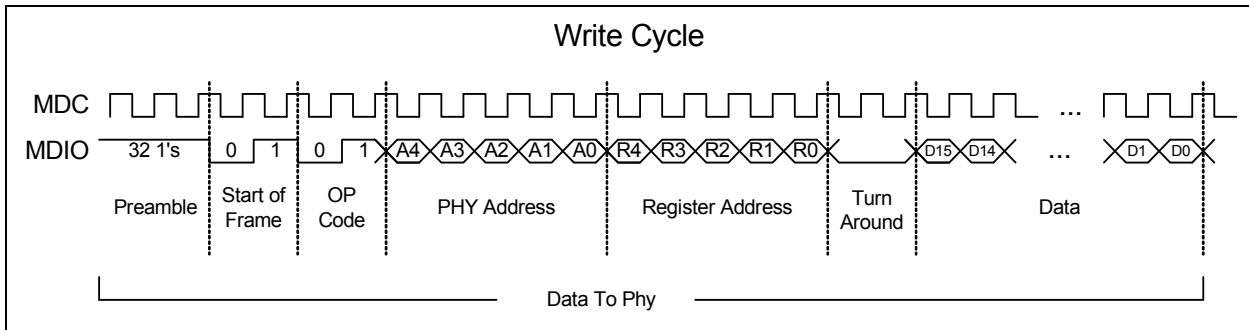 Write Cycle
MDC ...
MDIO 32 1's 0 1 0 1 A4 A3 A2 A1 A0 R4 R3 R2 R1 R0 D15 D14 ... D1 D0
Preamble Start of Frame OP Code PHY Address Register Address Turn Around Data
Data To Phy